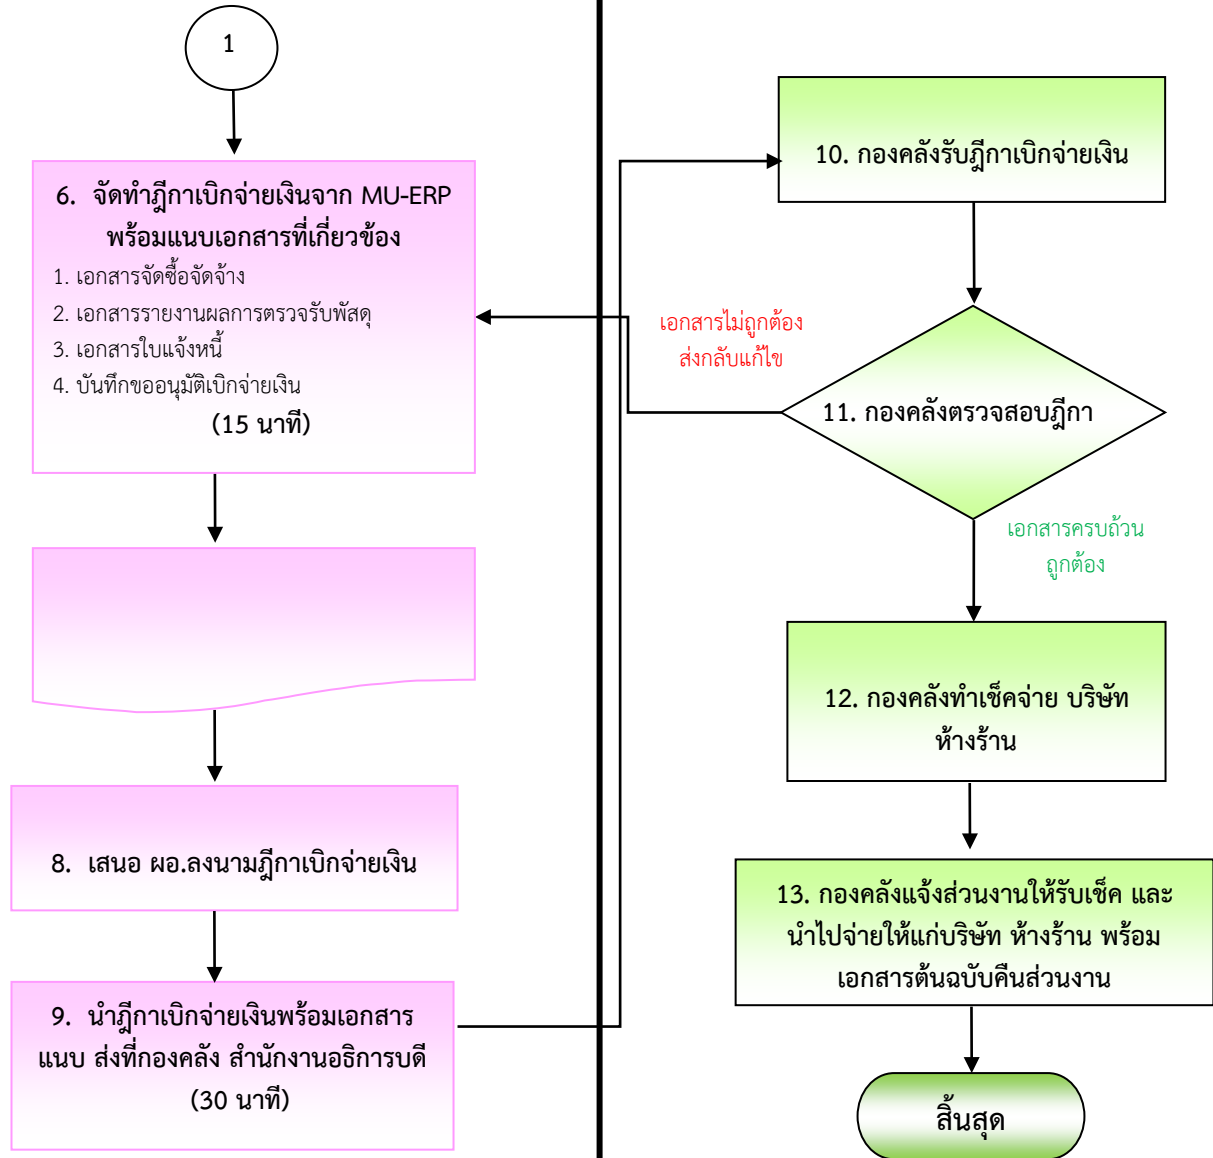 1
6. จัดทำฎีกาเบิกจ่ายเงินจาก MU-ERP
พร้อมแนบเอกสารที่เกี่ยวข้อง
1. เอกสารจัดซื้อจัดจ้าง
2. เอกสารรายงานผลการตรวจรับพัสดุ
3. เอกสารใบแจ้งหนี้
4. บันทึกขออนุมัติเบิกจ่ายเงิน
(15 นาที)
8. เสนอ ผอ.ลงนามฎีกาเบิกจ่ายเงิน
9. นำฎีกาเบิกจ่ายเงินพร้อมเอกสาร
แนบ ส่งที่กองคลัง สำนักงานอธิการบดี
(30 นาที)
10. กองคลังรับฎีกาเบิกจ่ายเงิน
เอกสารไม่ถูกต้อง
ส่งกลับแก้ไข
11. กองคลังตรวจสอบฎีกา
เอกสารครบถ้วน
ถูกต้อง
12. กองคลังทำเช็คจ่าย บริษัท
ห้างร้าน
13. กองคลังแจ้งส่วนงานให้รับเช็ค และ
นำไปจ่ายให้แก่บริษัท ห้างร้าน พร้อม
เอกสารต้นฉบับคืนส่วนงาน
สิ้นสุด